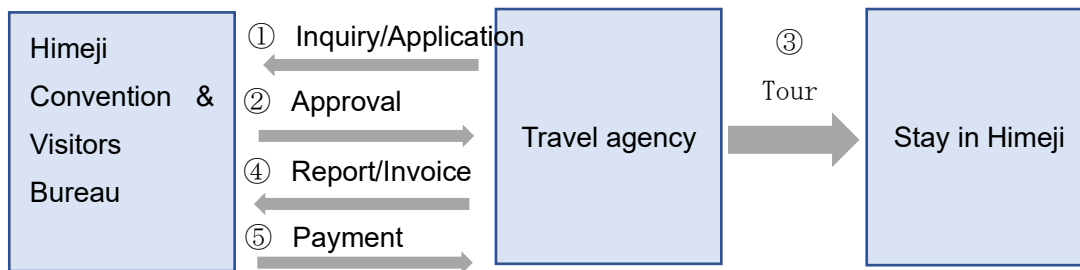 Himeji
Convention &
Visitors
Bureau
① Inquiry/Application
② Approval
④ Report/Invoice
⑤ Payment
Travel agency
③
Tour
Stay in Himeji